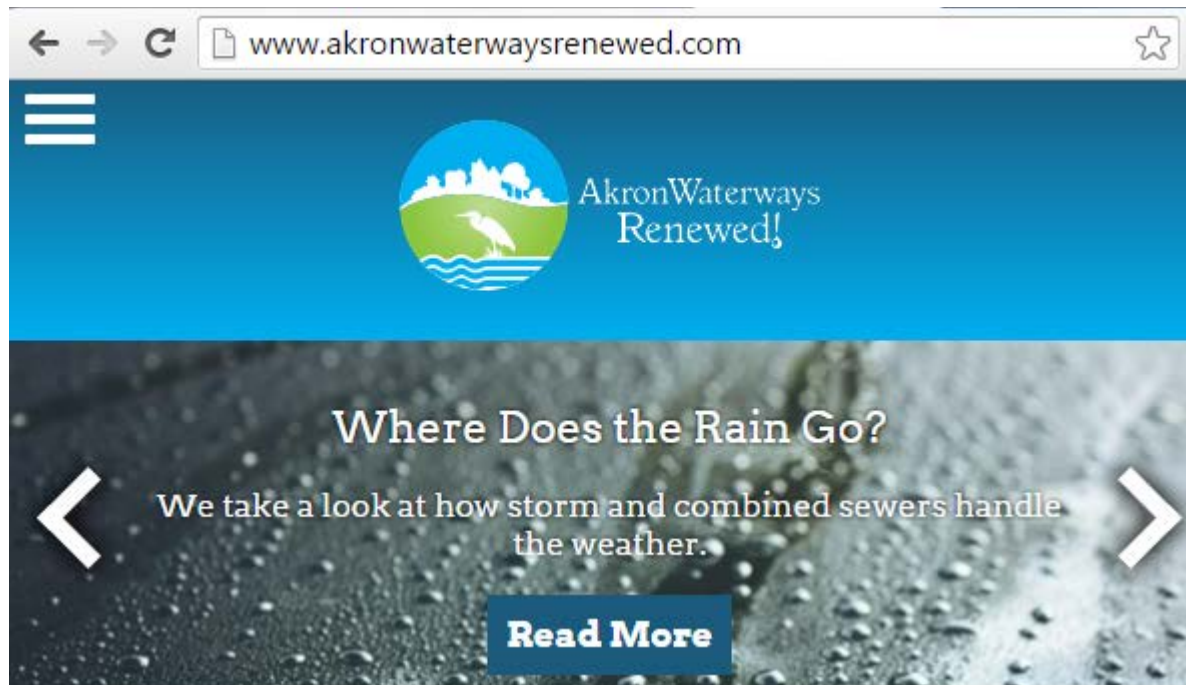 www.akronwaterwaysrenewed.com
AkronWaterways
Renewed!
Where Does the Rain Go?
We take a look at how storm and combined sewers handle
the weather.
Read More